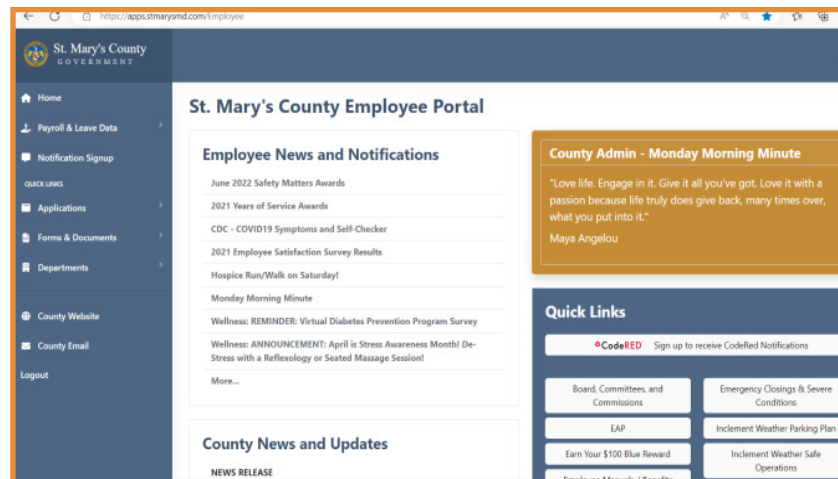 https://apps.stmarysmd.com/Employee
St. Mary's County
GOVERNMENT
Home
Payroll & Leave Data
Notification Signup
QUICK LINKS
Applications
Forms & Documents
Departments
County Website
County Email
Logout
St. Mary's County Employee Portal
Employee News and Notifications
June 2022 Safety Matters Awards
2021 Years of Service Awards
CDC - COVID19 Symptoms and Self-Checker
2021 Employee Satisfaction Survey Results
Hospice Run/Walk on Saturday!
Monday Morning Minute
Wellness: REMINDER: Virtual Diabetes Prevention Program Survey
Wellness: ANNOUNCEMENT: April is Stress Awareness Month! De-
Stress with a Reflexology or Seated Massage Session!
More...
County News and Updates
NEWS RELEASE
County Admin - Monday Morning Minute
"Love life. Engage in it. Give it all you've got. Love it with a
passion because life truly does give back, many times over,
what you put into it."
Maya Angelou
Quick Links
CodeRED Sign up to receive CodeRed Notifications
Board, Committees, and
Commissions
Emergency Closings & Severe
Conditions
EAP
Inclement Weather Parking Plan
Earn Your $100 Blue Reward
Inclement Weather Safe
Operations
Employee Manuals / Benefits